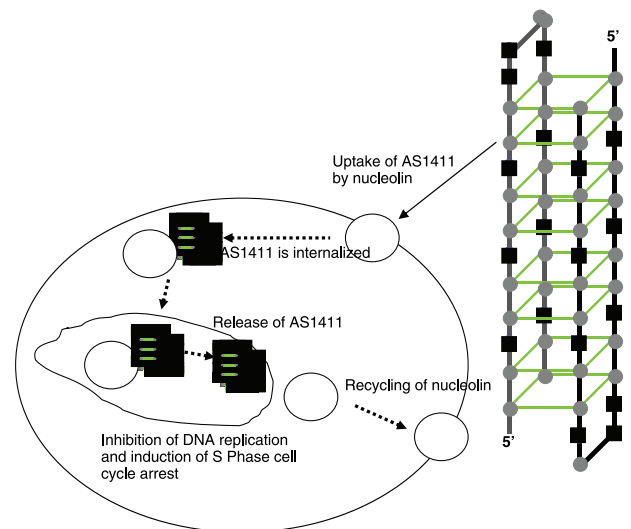 5’
Uptake of AS1411
by nucleolin
AS1411 is internalized
Release of AS1411
Recycling of nucleolin
Inhibition of DNA replication
and induction of S Phase cell
cycle arrest
5’